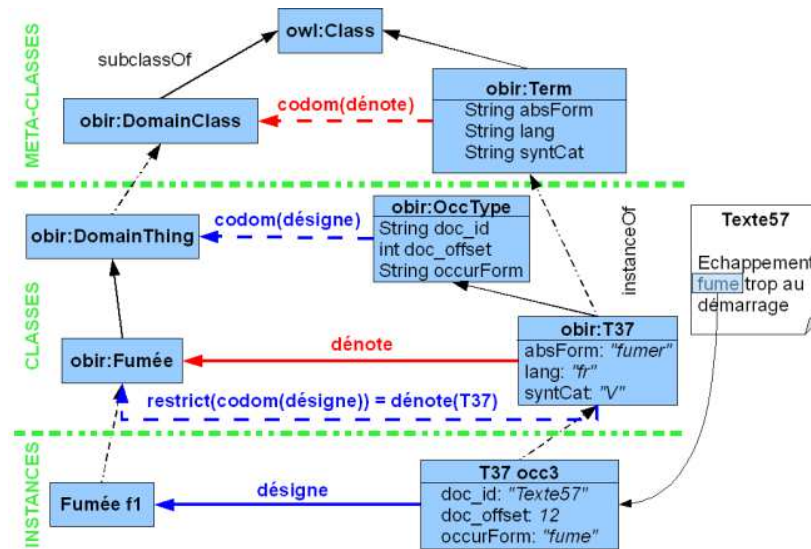 owl:Class
subclassOf
META-CLASSES
obir:DomainClass
codom(dénote)
obir:Term
String absForm
String lang
String syntCat
obir:DomainThing
codom(désigne)
obir:OccType
String doc_id
int doc_offset
String occurForm
instanceOf
Texte57
Echappement
fume trop au
démarrage
CLASSES
obir:Fumée
dénote
obir:T37
absForm: "fumer"
lang: "fr"
syntCat: "V"
restrict(codom(désigne)) = dénote(T37)
INSTANCES
Fumée f1
désigne
T37 occ3
doc_id: "Texte57"
doc_offset: 12
occurForm: "fume"